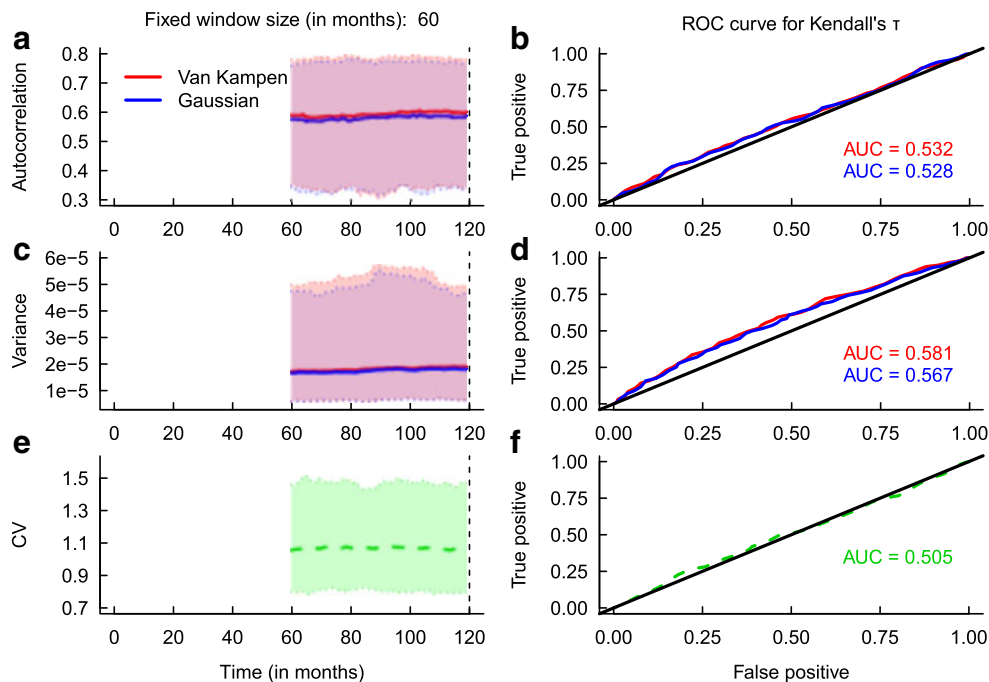 Fixed window size (in months): 60
ROC curve for Kendall's τ
a
Autocorrelation
0.8
0.7
0.6
0.5
0.4
0.3
Van Kampen
Gaussian
0 20 40 60 80 100 120
b
True positive
1.00
0.75
0.50
0.25
0.00
AUC = 0.532
AUC = 0.528
0.00 0.25 0.50 0.75 1.00
c
Variance
6e−5
5e−5
4e−5
3e−5
2e−5
1e−5
0 20 40 60 80 100 120
d
True positive
1.00
0.75
0.50
0.25
0.00
AUC = 0.581
AUC = 0.567
0.00 0.25 0.50 0.75 1.00
e
CV
1.5
1.3
1.1
0.9
0.7
0 20 40 60 80 100 120
Time (in months)
f
True positive
1.00
0.75
0.50
0.25
0.00
AUC = 0.505
0.00 0.25 0.50 0.75 1.00
False positive